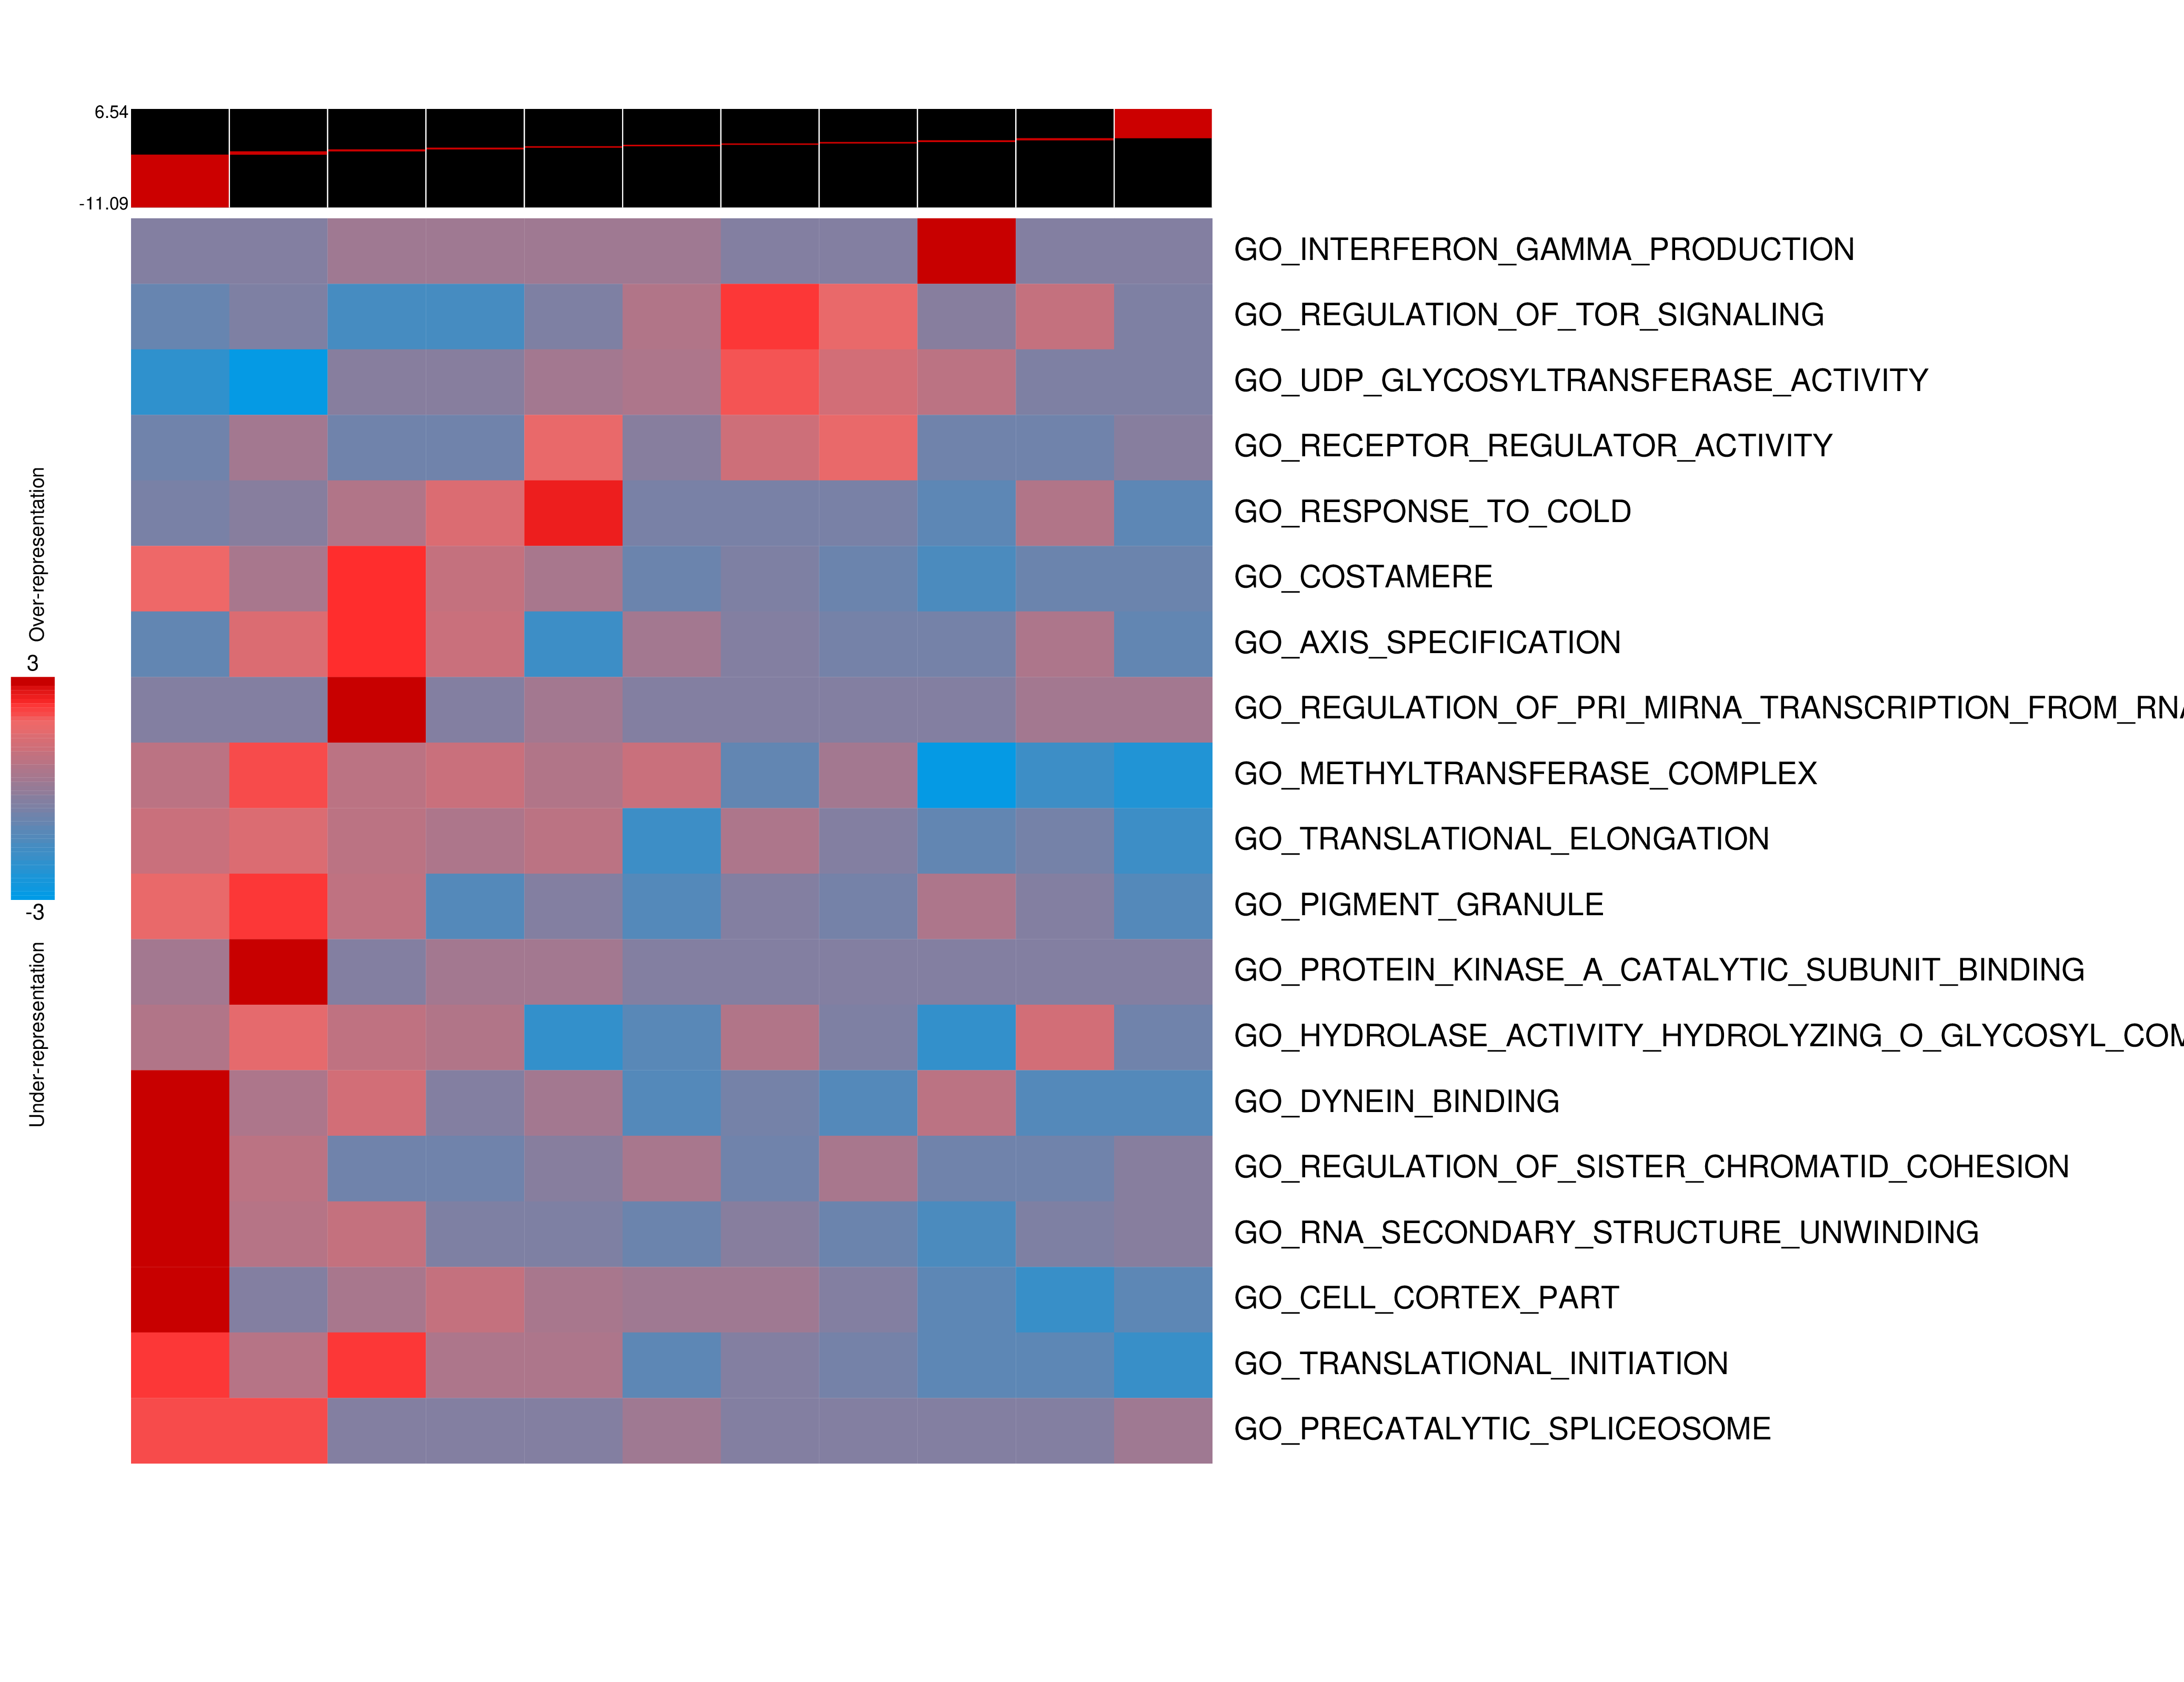 6.54
-11.09
GO_INTERFERON_GAMMA_PRODUCTION
GO_REGULATION_OF_TOR_SIGNALING
GO_UDP_GLYCOSYLTRANSFERASE_ACTIVITY
GO_RECEPTOR_REGULATOR_ACTIVITY
GO_RESPONSE_TO_COLD
GO_COSTAMERE
GO_AXIS_SPECIFICATION
GO_REGULATION_OF_PRI_MIRNA_TRANSCRIPTION_FROM_RNA
GO_METHYLTRANSFERASE_COMPLEX
GO_TRANSLATIONAL_ELONGATION
GO_PIGMENT_GRANULE
GO_PROTEIN_KINASE_A_CATALYTIC_SUBUNIT_BINDING
GO_HYDROLASE_ACTIVITY_HYDROLYZING_O_GLYCOSYL_COM
GO_DYNEIN_BINDING
GO_REGULATION_OF_SISTER_CHROMATID_COHESION
GO_RNA_SECONDARY_STRUCTURE_UNWINDING
GO_CELL_CORTEX_PART
GO_TRANSLATIONAL_INITIATION
GO_PRECATALYTIC_SPLICEOSOME
Over-representation
3
-3
Under-representation